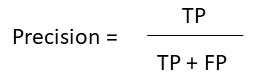 TP
Precision =
TP + FP